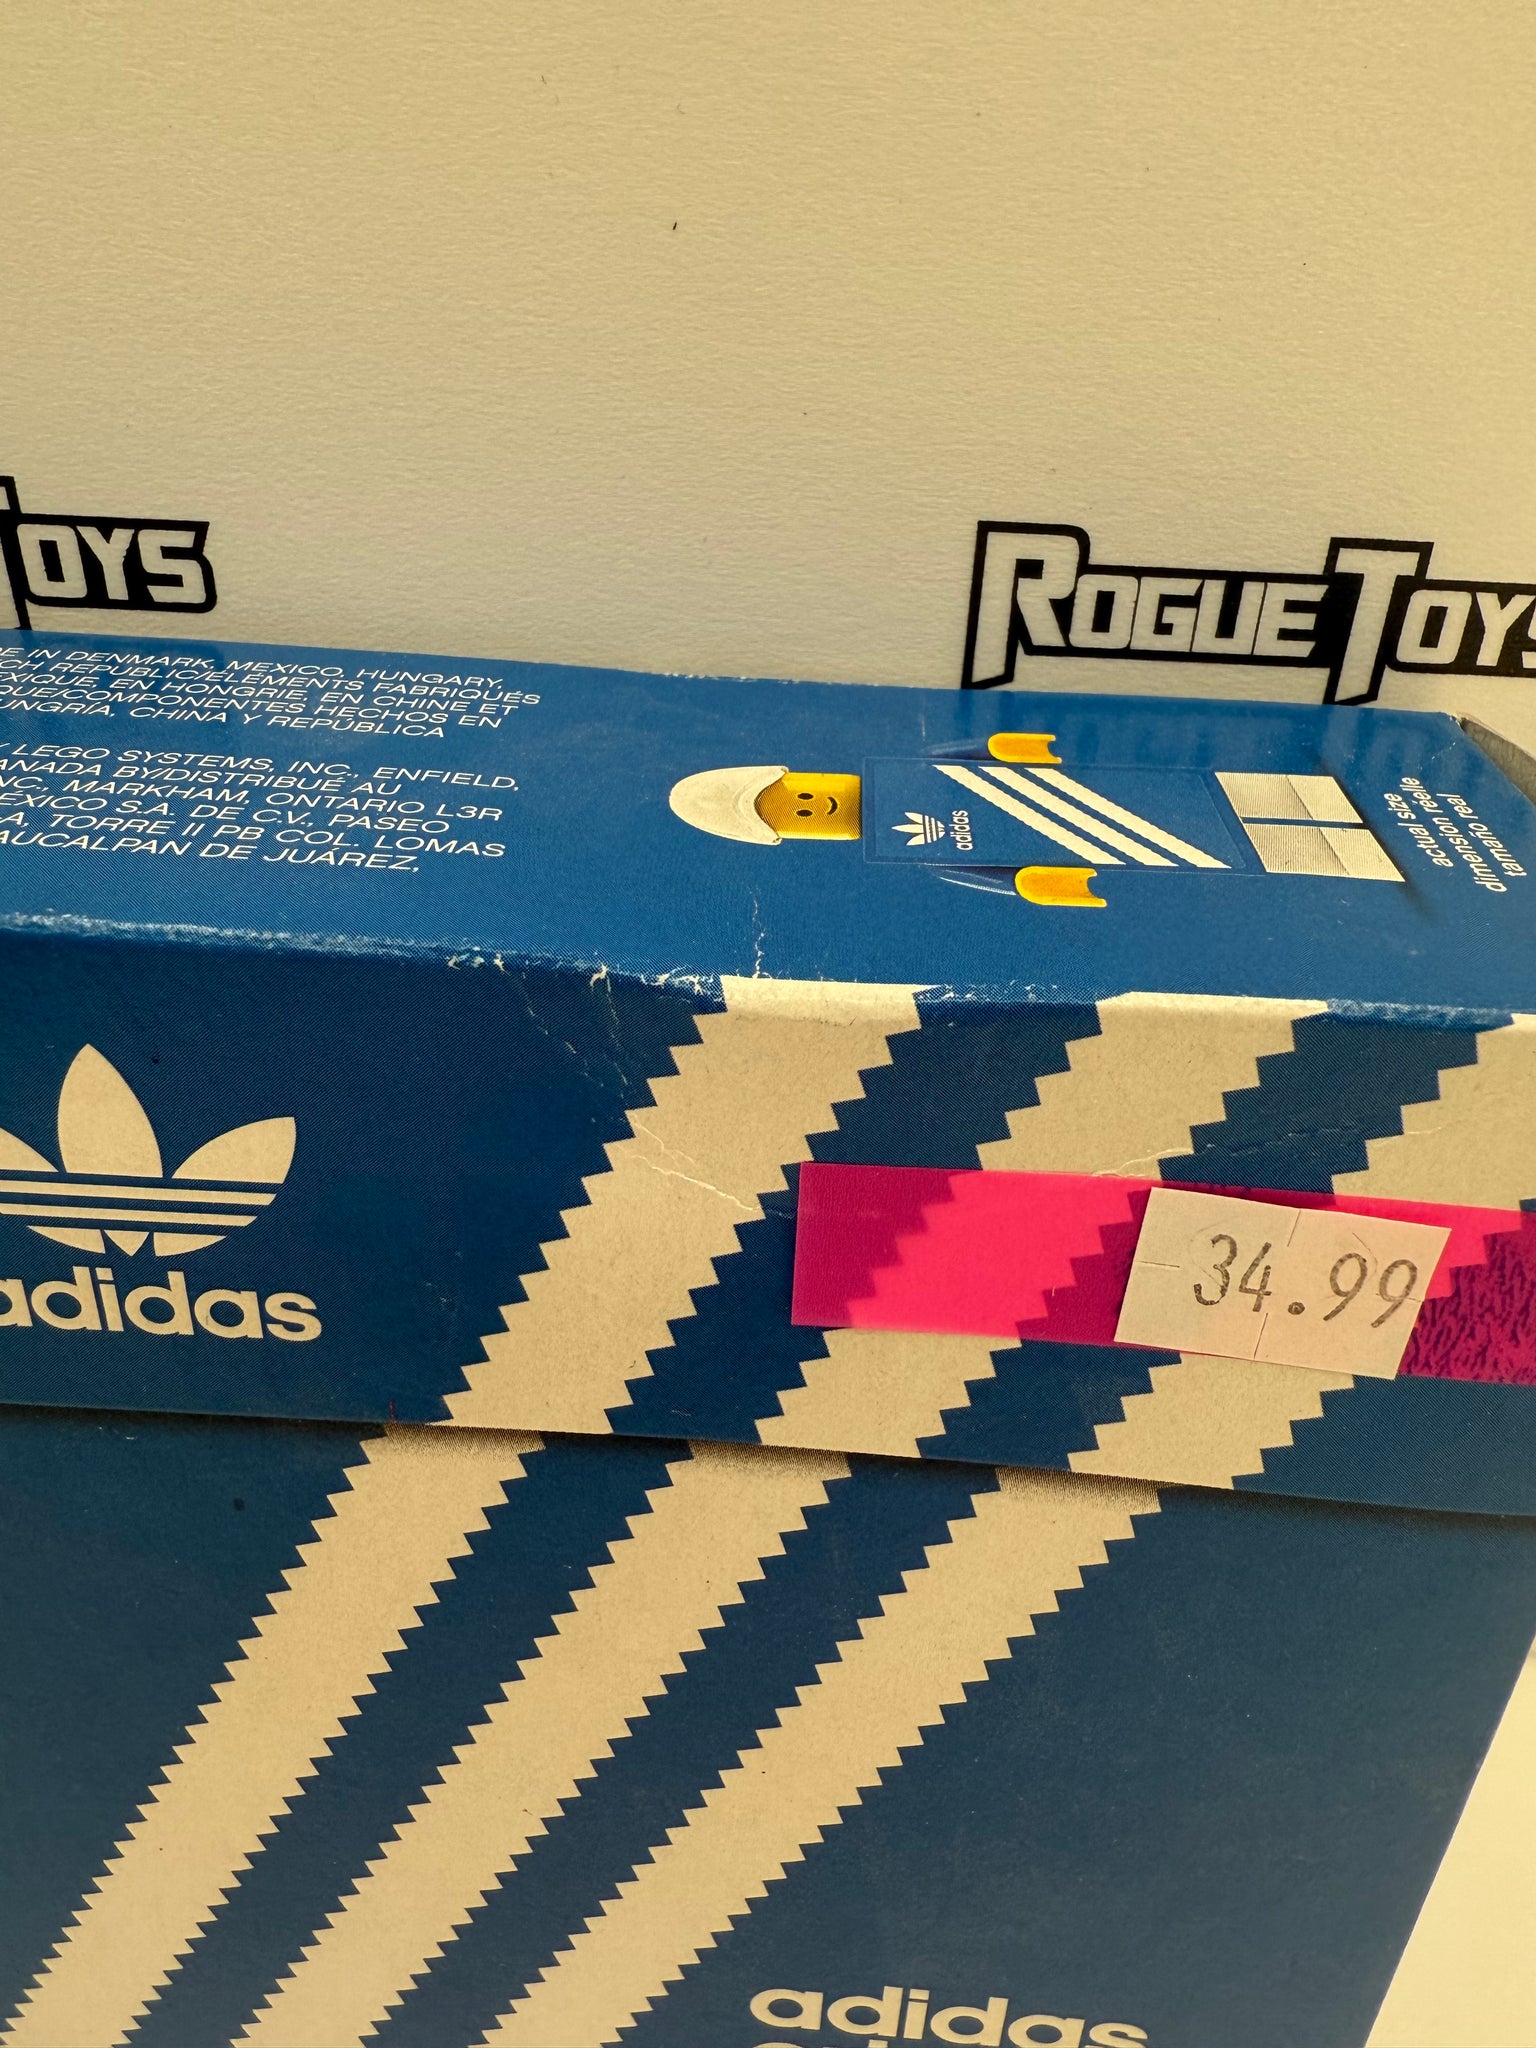 TOYS
ROGUE TOYS
E IN DENMARK, MEXICO, HUNGARY,
CH REPUBLIC/ÉLÉMENTS FABRIQUÉS
EXIQUE, EN HONGRIE, EN CHINE ET
QUE/COMPONENTES HECHOS EN
UNGRÍA, CHINA Y REPÚBLICA
LEGO SYSTEMS, INC., ENFIELD,
ANADA BY/DISTRIBUÉ AU
NC., MARKHAM, ONTARIO L3R
ÉXICO S.A. DE C.V., PASEO
A, TORRE II PB COL. LOMAS
AUCALPAN DE JUÁREZ,
adidas
actual size
dimension réelle
tamaño real
adidas
34.99
adidas